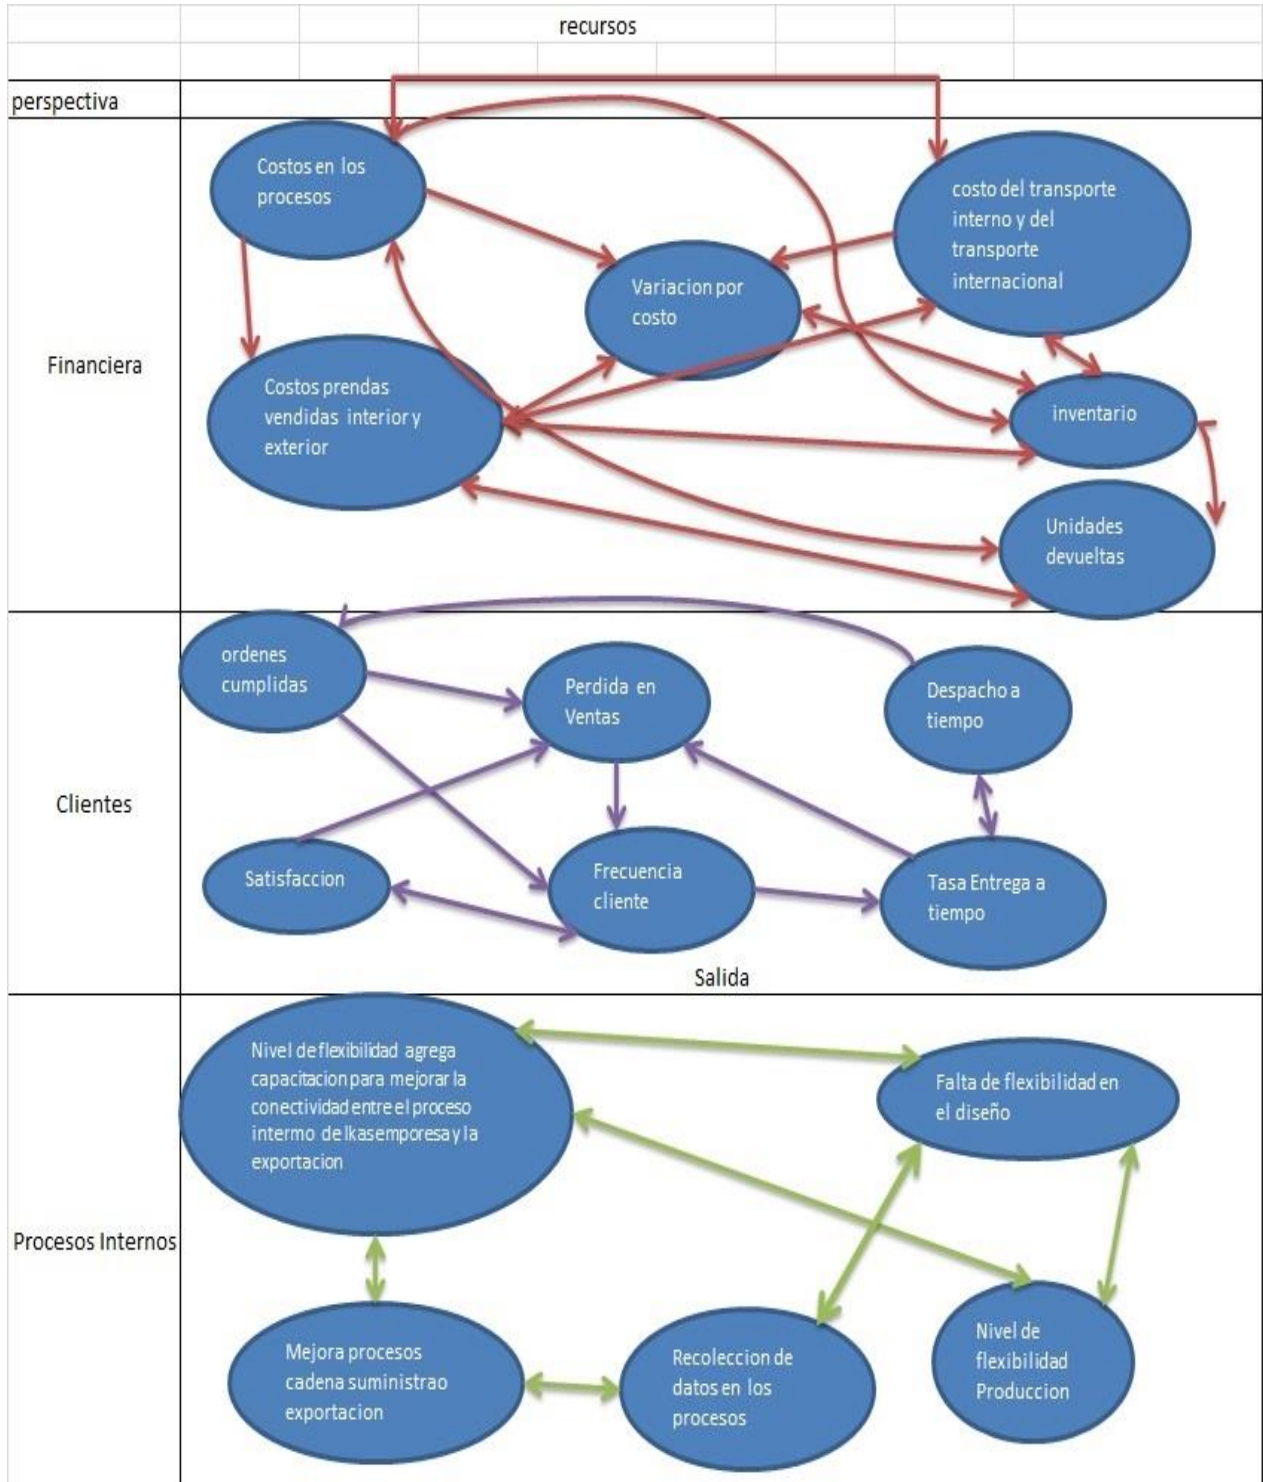 recursos
perspectiva
Financiera
Costos en los
procesos
costo del transporte
interno y del
transporte
internacional
Variacion por
costo
Costos prendas
vendidas interior y
exterior
inventario
Unidades
devueltas
Clientes
ordenes
cumplidas
Perdida en
Ventas
Despacho a
tiempo
Satisfaccion
Frecuencia
cliente
Tasa Entrega a
tiempo
Salida
Procesos Internos
Nivel de flexibilidad agrega
capacitacion para mejorar la
conectividad entre el proceso
intermo de lkasemporesa y la
exportacion
Falta de flexibilidad en
el diseño
Mejora procesos
cadena suministrao
exportacion
Recoleccion de
datos en los
procesos
Nivel de
flexibilidad
Produccion